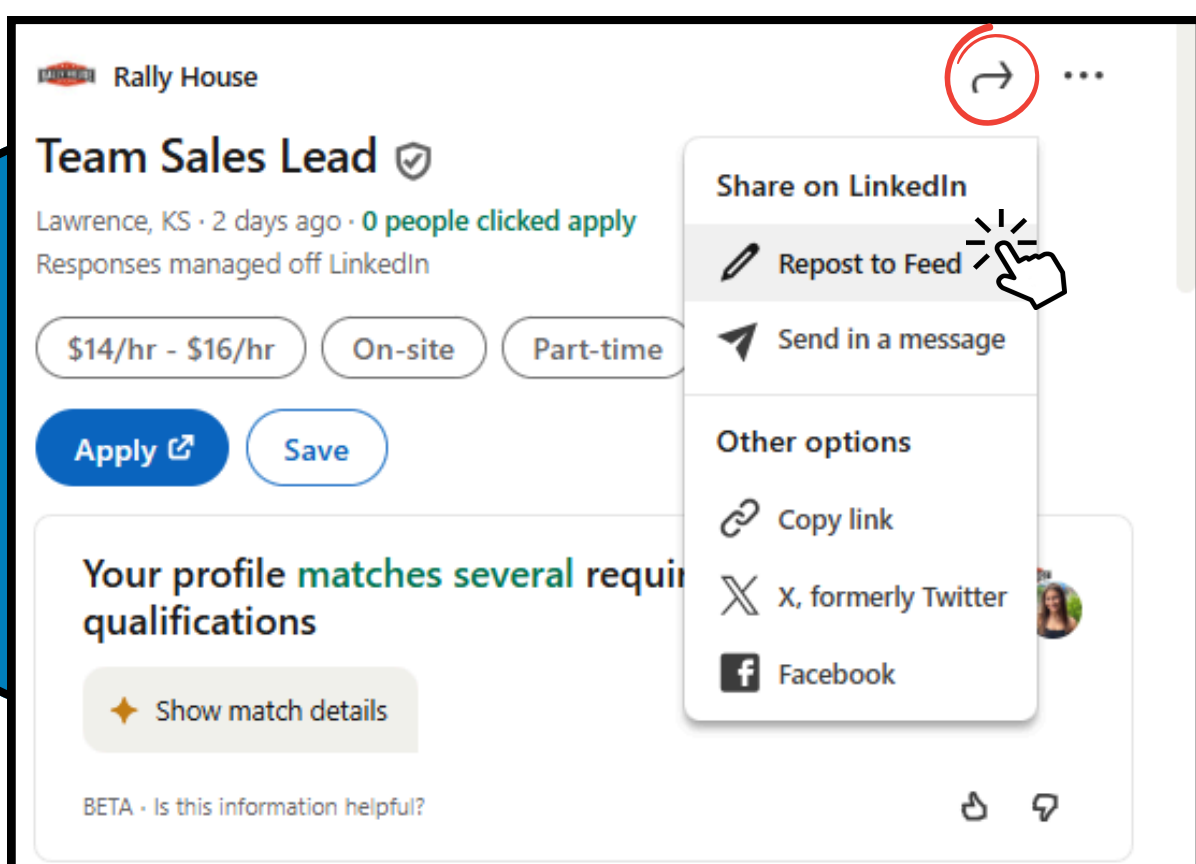 Rally House
Team Sales Lead
Lawrence, KS · 2 days ago · 0 people clicked apply
Responses managed off LinkedIn
$14/hr - $16/hr
On-site
Part-time
Apply
Save
Share on LinkedIn
Repost to Feed
Send in a message
Other options
Copy link
X, formerly Twitter
Facebook
Your profile matches several
qualifications
Show match details
BETA · Is this information helpful?